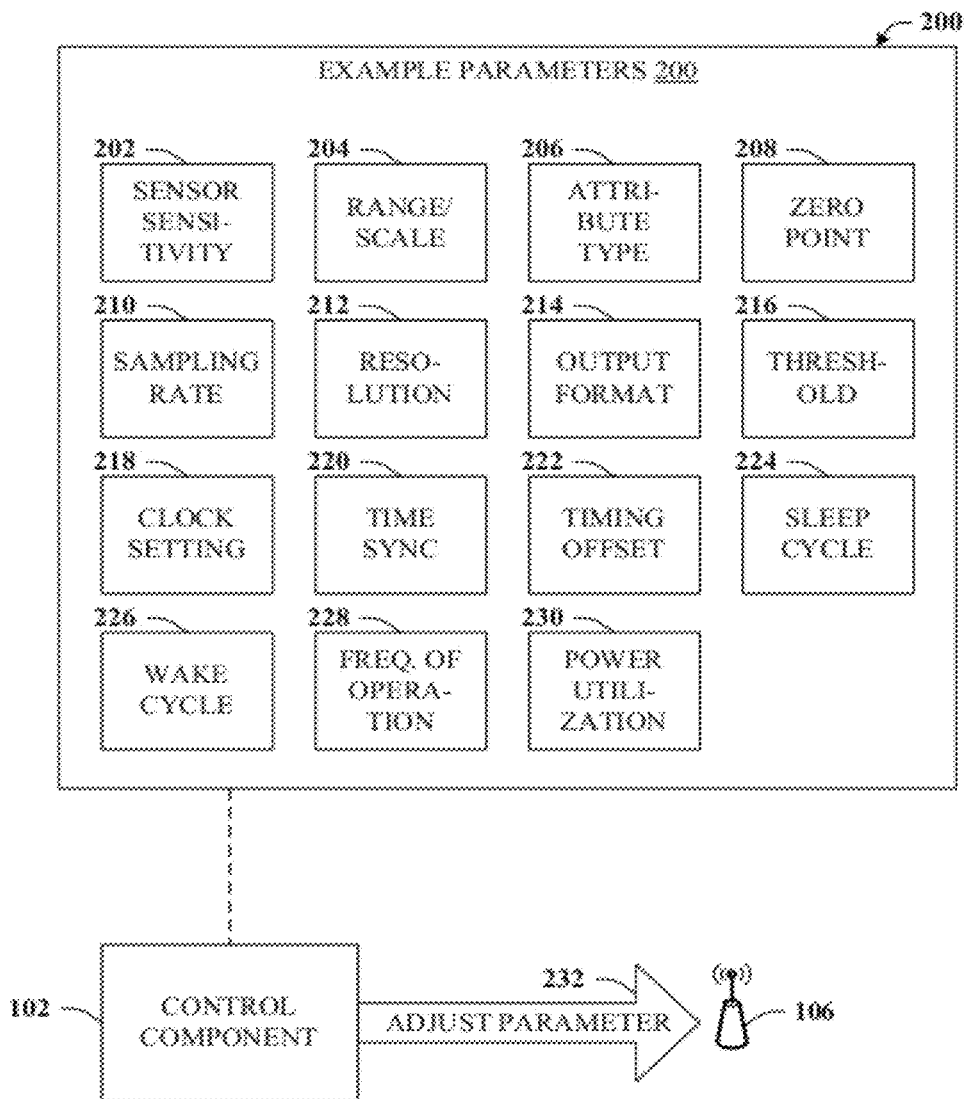 200
EXAMPLE PARAMETERS 200
202 204 206 208
SENSOR
SENSI-
TIVITY
RANGE/
SCALE
ATTRI-
BUTE
TYPE
ZERO
POINT
210 212 214 216
SAMPLING
RATE
RESO-
LUTION
OUTPUT
FORMAT
THRESH-
OLD
218 220 222 224
CLOCK
SETTING
TIME
SYNC
TIMING
OFFSET
SLEEP
CYCLE
226 228 230
WAKE
CYCLE
FREQ. OF
OPERA-
TION
POWER
UTILI-
ZATION
102
CONTROL
COMPONENT
232
ADJUST PARAMETER
106